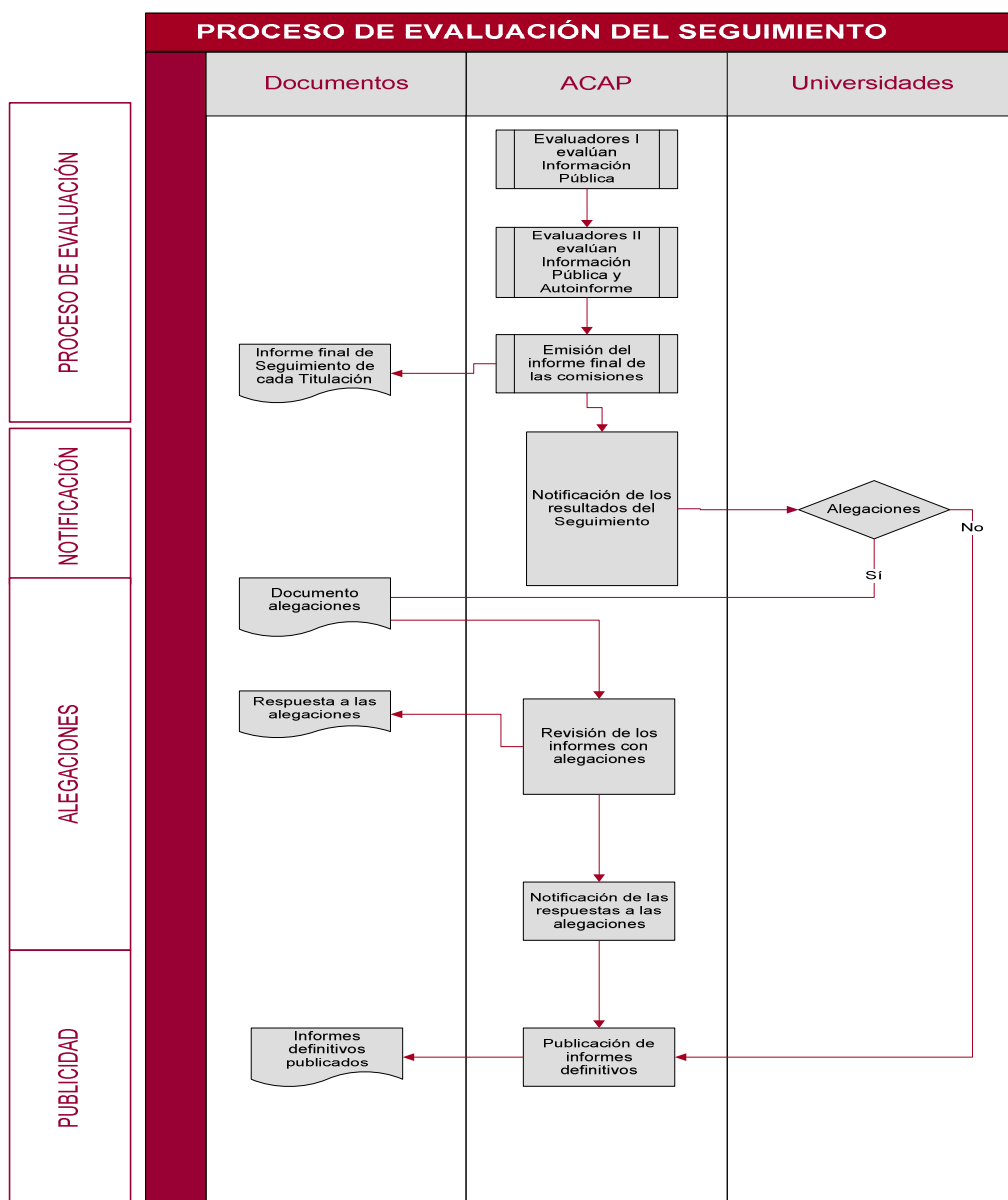 PROCESO DE EVALUACIÓN DEL SEGUIMIENTO
Documentos
ACAP
Universidades
PROCESO DE EVALUACIÓN
Evaluadores I
evalúan
Información
Pública
Evaluadores II
evalúan
Información
Pública y
Autoinforme
Informe final de
Seguimiento de
cada Titulación
Emisión del
informe final de
las comisiones
NOTIFICACIÓN
Notificación de los
resultados del
Seguimiento
Alegaciones
No
Sí
ALEGACIONES
Documento
alegaciones
Respuesta a las
alegaciones
Revisión de los
informes con
alegaciones
Notificación de las
respuestas a las
alegaciones
PUBLICIDAD
Informes
definitivos
publicados
Publicación de
informes
definitivos